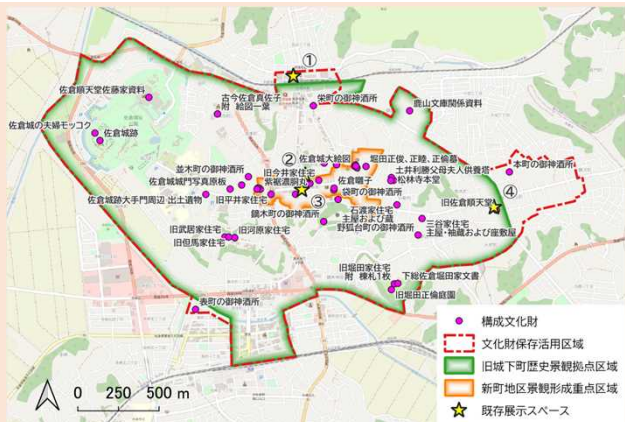 ①
佐倉順天堂佐藤家資料
古今佐倉真佐子
附 絵図一葉
栄町の御神酒所
鹿山文庫関係資料
佐倉城の夫婦モッコク
佐倉城跡
②
佐倉城大絵図
堀田正俊、正睦、正倫墓
本町の御神酒所
並木町の御神酒所
旧今井家住宅
土井利勝父母夫人供養塔
佐倉城城門写真原板
紫裾濃胴丸
佐倉囃子
松林寺本堂
④
佐倉城跡大手門周辺 出土遺物
旧平井家住宅
③
袋町の御神酒所
旧佐倉順天堂
鏑木町の御神酒所
石渡家住宅
主屋および蔵
三谷家住宅
主屋・袖蔵および座敷屋
野狐台町の御神酒所
旧武居家住宅
旧河原家住宅
旧但馬家住宅
旧堀田家住宅
附 棟札1枚
下総佐倉堀田家文書
旧堀田正倫庭園
表町の御神酒所
構成文化財
文化財保存活用区域
旧城下町歴史景観拠点区域
新町地区景観形成重点区域
既存展示スペース
0 250 500 m